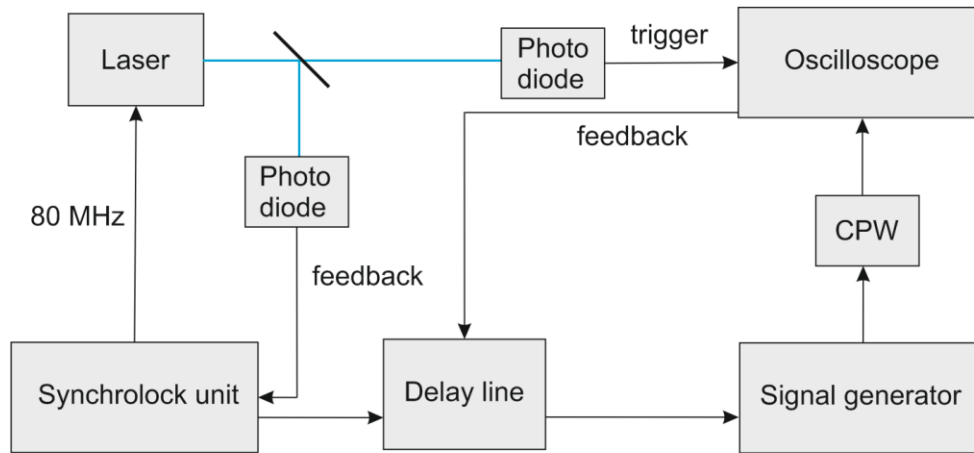 Laser
Photo
diode
trigger
Oscilloscope
feedback
Photo
diode
80 MHz
CPW
feedback
Synchrolock unit
Delay line
Signal generator